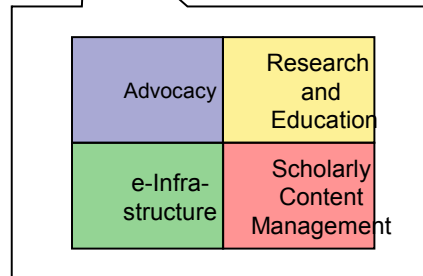 Advocacy
Research
and
Education
e-Infra-
structure
Scholarly
Content
Management